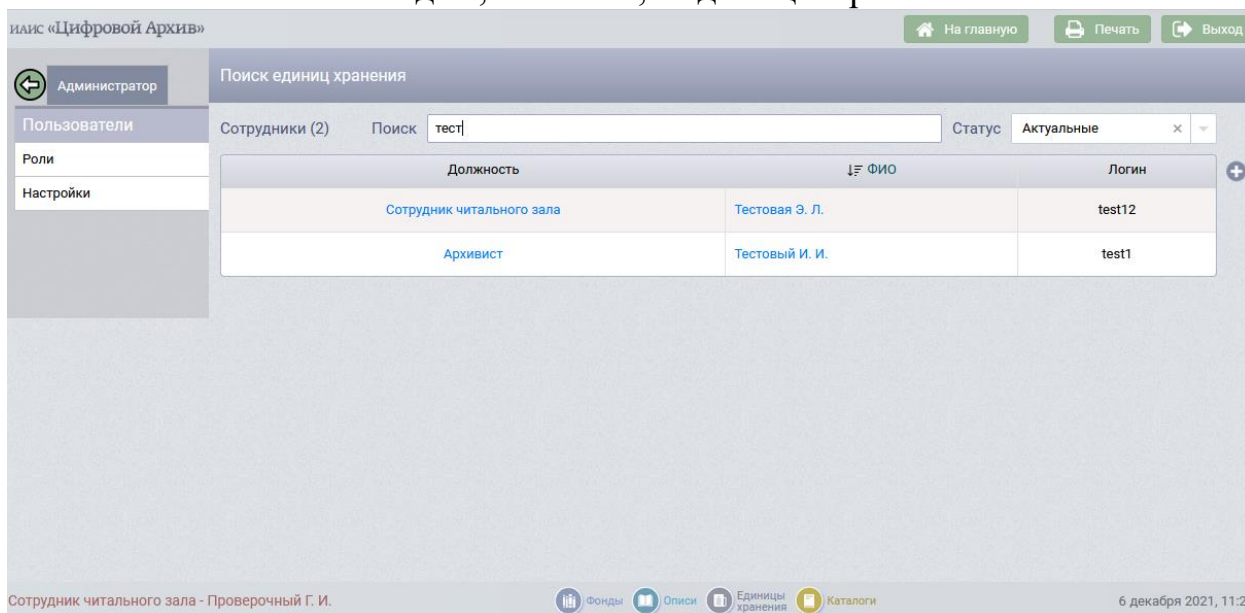 ИАИС «Цифровой Архив»
На главную
Печать
Выход
Администратор
Поиск единиц хранения
Пользователи
Роли
Настройки
Сотрудники (2)
Поиск
тест
Статус
Актуальные
Должность
ФИО
Логин
Сотрудник читального зала
Тестовая Э. Л.
test12
Архивист
Тестовый И. И.
test1
Сотрудник читального зала - Проверочный Г. И.
Фонды
Описи
Единицы
хранения
Каталоги
6 декабря 2021, 11:2